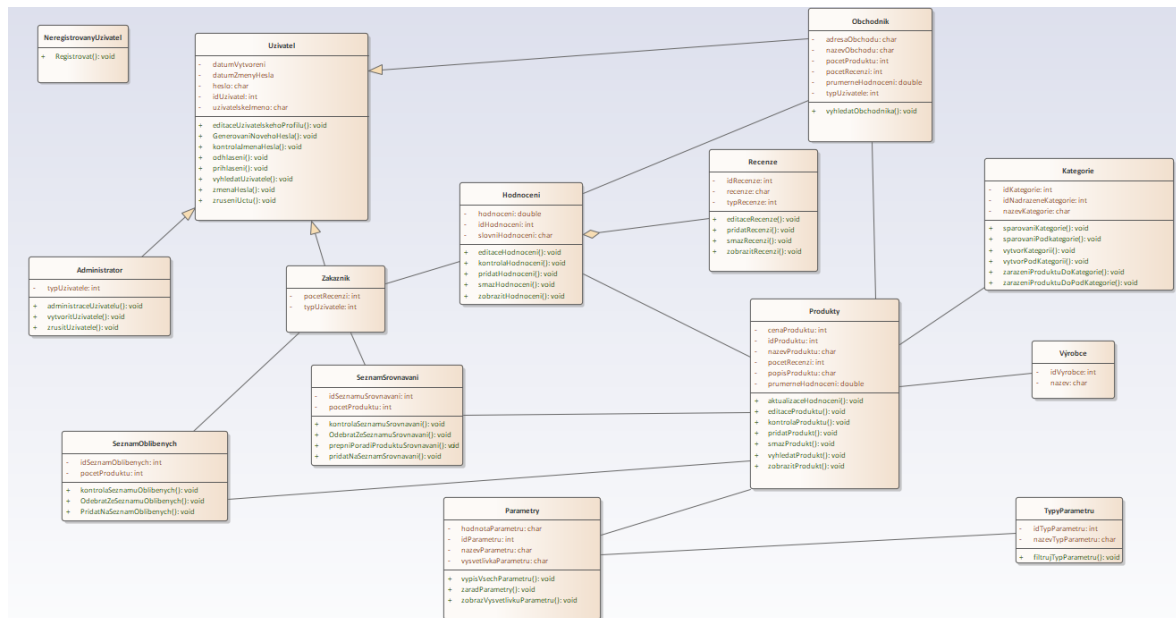 NeregistrovanyUzivatel
+ Registrovat(): void
Uzivatel
- datumVytvoreni
- datumZmenyHesla
- heslo: char
- idUzivatel: int
- uzivatelskeJmeno: char
+ editaceUzivatelskehoProfilu(): void
+ GenerovaniNovehoHesla(): void
+ kontrolaJmenaHesla(): void
+ odhlaseni(): void
+ prihlaseni(): void
+ vyhledatUzivatele(): void
+ zmenaHesla(): void
+ zruseniUctu(): void
Obchodnik
- adresaObchodu: char
- nazevObchodu: char
- pocetProduktu: int
- pocetRecenzi: int
- prumerneHodnoceni: double
- typUzivatele: int
+ vyhledatObchodnika(): void
Recenze
- idRecenze: int
- recenze: char
- typRecenze: int
+ editaceRecenze(): void
+ pridatRecenzi(): void
+ smazRecenzi(): void
+ zobrazitRecenzi(): void
Kategorie
- idKategorie: int
- idNadrazeneKategorie: int
- nazevKategorie: char
+ sparovaniKategorie(): void
+ sparovaniPodkategorie(): void
+ vytvorKategorii(): void
+ vytvorPodKategorii(): void
+ zarazeniProduktuDoKategorie(): void
+ zarazeniProduktuDoPodKategorie(): void
Hodnoceni
- hodnoceni: double
- idHodnoceni: int
- slovniHodnoceni: char
+ editaceHodnoceni(): void
+ kontrolaHodnoceni(): void
+ pridatHodnoceni(): void
+ smazHodnoceni(): void
+ zobrazitHodnoceni(): void
Administrator
- typUzivatele: int
+ administraceUzivatelu(): void
+ vytvoritUzivatele(): void
+ zrusitUzivatele(): void
Zakaznik
- pocetRecenzi: int
- typUzivatele: int
Produkty
- cenaProduktu: int
- idProduktu: int
- nazevProduktu: char
- pocetRecenzi: int
- popisProduktu: char
- prumerneHodnoceni: double
+ aktualizaceHodnoceni(): void
+ editaceProduktu(): void
+ kontrolaProduktu(): void
+ pridatProdukt(): void
+ smazProdukt(): void
+ vyhledatProdukt(): void
+ zobrazitProdukt(): void
Výrobce
- idVyrobce: int
- nazev: char
SeznamSrovnavani
- idSeznamuSrovnavani: int
- pocetProduktu: int
+ kontrolaSeznamuSrovnavani(): void
+ OdebratZeSeznamuSrovnavani(): void
+ prepniPoradiProduktuSrovnavani(): void
+ pridatNaSeznamSrovnavani(): void
SeznamOblibenych
- idSeznamOblibenych: int
- pocetProduktu: int
+ kontrolaSeznamuOblibenych(): void
+ OdebratZeSeznamuOblibenych(): void
+ PridatNaSeznamOblibenych(): void
Parametry
- hodnotaParametru: char
- idParametru: int
- nazevParametru: char
- vysvetlivkaParametru: char
+ vypisVsechParametru(): void
+ zaradParametry(): void
+ zobrazVysvetlivkuParametru(): void
TypyParametru
- idTypParametru: int
- nazevTypParametru: char
+ filtrujTypParametru(): void